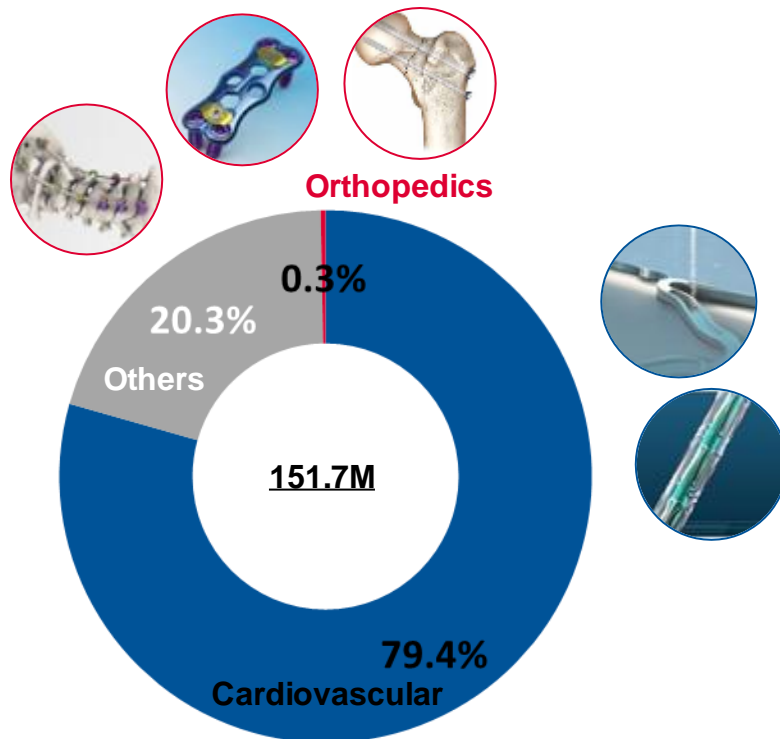 Orthopedics
0.3%
20.3%
Others
151.7M
79.4%
Cardiovascular